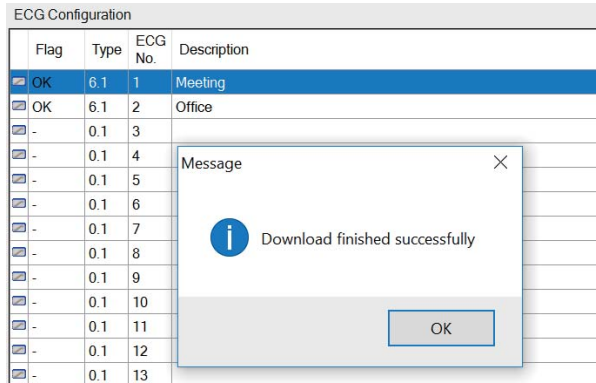 ECG Configuration
Flag Type ECG No. Description
OK 6.1 1 Meeting
OK 6.1 2 Office
- 0.1 3
- 0.1 4
- 0.1 5
- 0.1 6
- 0.1 7
- 0.1 8
- 0.1 9
- 0.1 10
- 0.1 11
- 0.1 12
- 0.1 13
Message
Download finished successfully
OK